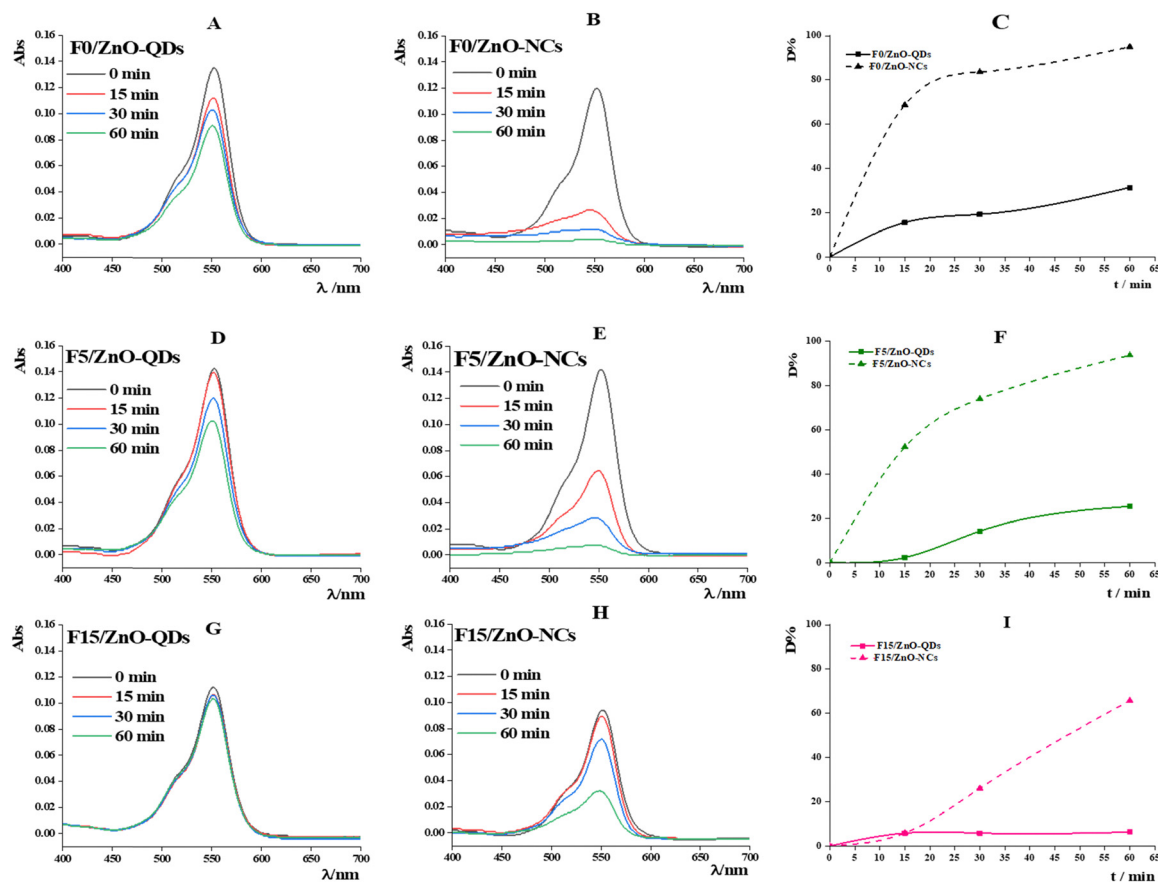 A
Abs
F0/ZnO-QDs
0 min
15 min
30 min
60 min
0.16
0.14
0.12
0.10
0.08
0.06
0.04
0.02
0.00
400 450 500 550 600 650 700
λ /nm
B
Abs
F0/ZnO-NCs
0 min
15 min
30 min
60 min
0.16
0.14
0.12
0.10
0.08
0.06
0.04
0.02
0.00
400 450 500 550 600 650 700
λ /nm
C
D%
F0/ZnO-QDs
F0/ZnO-NCs
100
80
60
40
20
0
0 5 10 15 20 25 30 35 40 45 50 55 60 65
t / min
D
Abs
F5/ZnO-QDs
0 min
15 min
30 min
60 min
0.16
0.14
0.12
0.10
0.08
0.06
0.04
0.02
0.00
400 450 500 550 600 650 700
λ/nm
E
Abs
F5/ZnO-NCs
0 min
15 min
30 min
60 min
0.16
0.14
0.12
0.10
0.08
0.06
0.04
0.02
0.00
400 450 500 550 600 650 700
λ /nm
F
D%
F5/ZnO-QDs
F5/ZnO-NCs
100
80
60
40
20
0
0 5 10 15 20 25 30 35 40 45 50 55 60 65
t / min
G
Abs
F15/ZnO-QDs
0 min
15 min
30 min
60 min
0.16
0.14
0.12
0.10
0.08
0.06
0.04
0.02
0.00
400 450 500 550 600 650 700
λ/nm
H
Abs
F15/ZnO-NCs
0 min
15 min
30 min
60 min
0.16
0.14
0.12
0.10
0.08
0.06
0.04
0.02
0.00
400 450 500 550 600 650 700
λ/nm
I
D%
F15/ZnO-QDs
F15/ZnO-NCs
100
80
60
40
20
0
0 5 10 15 20 25 30 35 40 45 50 55 60 65
t / min